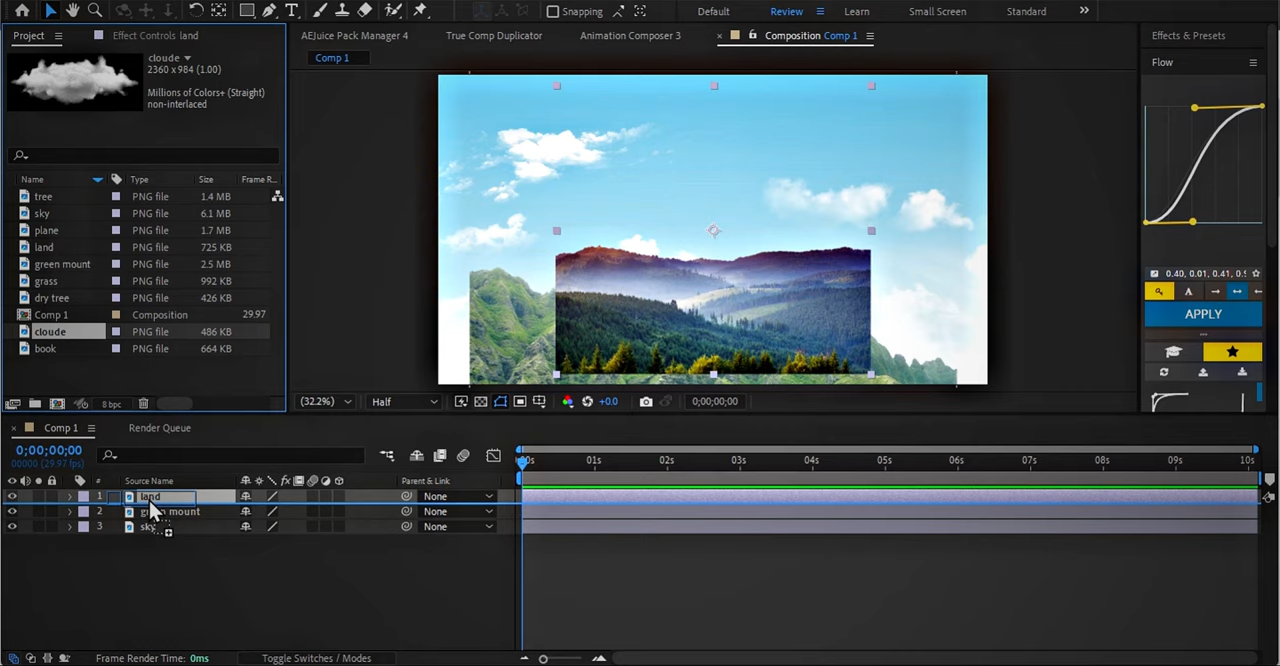 Snapping
Default
Review
Learn
Small Screen
Standard
Project
Effect Controls land
AEJuice Pack Manager 4
True Comp Duplicator
Animation Composer 3
Composition Comp 1
Effects & Presets
cloude
2360 x 984 (1.00)
Millions of Colors+ (Straight)
non-interlaced
Comp 1
Flow
Name Type Size Frame R...
tree PNG file 1.4 MB
sky PNG file 6.1 MB
plane PNG file 1.7 MB
land PNG file 725 KB
green mount PNG file 2.5 MB
grass PNG file 992 KB
dry tree PNG file 426 KB
Comp 1 Composition 29.97
cloude PNG file 486 KB
book PNG file 664 KB
0.40, 0.01, 0.41, 0.
A
APPLY
8 bpc
(32.2%)
Half
+0.0
0;00;00;00
Comp 1
Render Queue
0;00;00;00
00000 (29.97 fps)
00s 01s 02s 03s 04s 05s 06s 07s 08s 09s 10s
# Source Name fx Parent & Link
1 land None
2 green mount None
3 sky None
Frame Render Time: 0ms
Toggle Switches / Modes